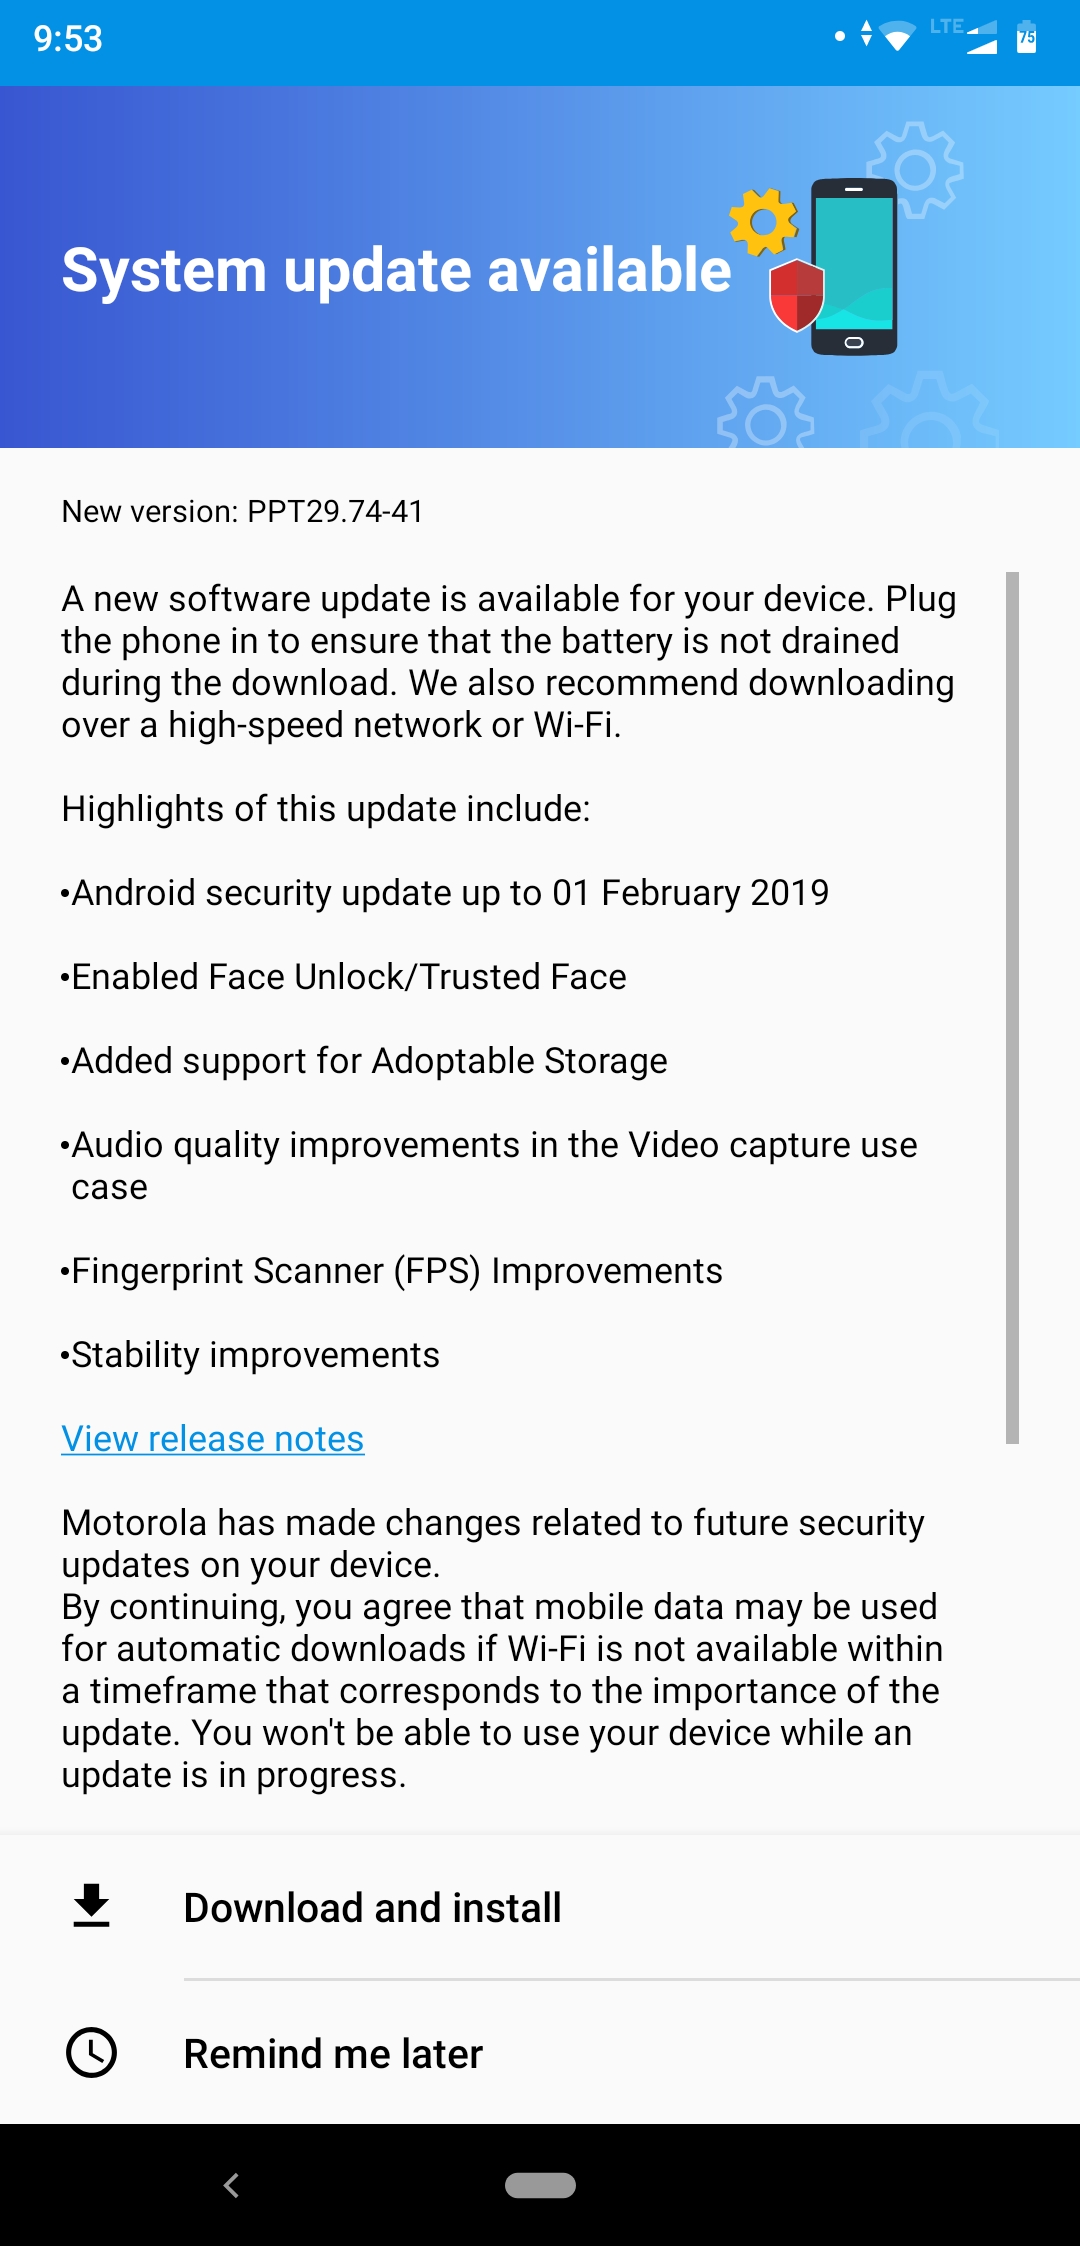 9:53
LTE
75
System update available
New version: PPT29.74-41
A new software update is available for your device. Plug
the phone in to ensure that the battery is not drained
during the download. We also recommend downloading
over a high-speed network or Wi-Fi.
Highlights of this update include:
•Android security update up to 01 February 2019
•Enabled Face Unlock/Trusted Face
•Added support for Adoptable Storage
•Audio quality improvements in the Video capture use
case
•Fingerprint Scanner (FPS) Improvements
•Stability improvements
View release notes
Motorola has made changes related to future security
updates on your device.
By continuing, you agree that mobile data may be used
for automatic downloads if Wi-Fi is not available within
a timeframe that corresponds to the importance of the
update. You won't be able to use your device while an
update is in progress.
Download and install
Remind me later